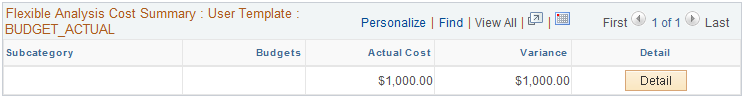 Flexible Analysis Cost Summary : User Template :
BUDGET_ACTUAL
Personalize | Find | View All | | First 1 of 1 Last
Subcategory Budgets Actual Cost Variance Detail
$1,000.00 $1,000.00 Detail